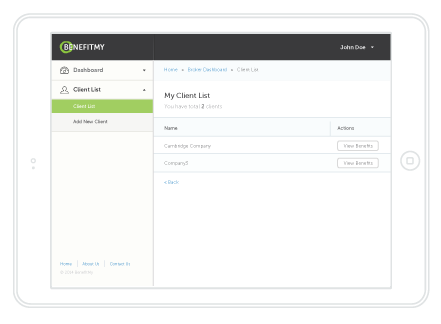 BENEFITMY
John Doe
Dashboard
Home » Broker Dashboard » Client List
Client List
My Client List
Client List
You have total 2 clients
Add New Client
Name Actions
Cambridge Company View Benefits
Company3 View Benefits
« Back
Home | About Us | Contact Us